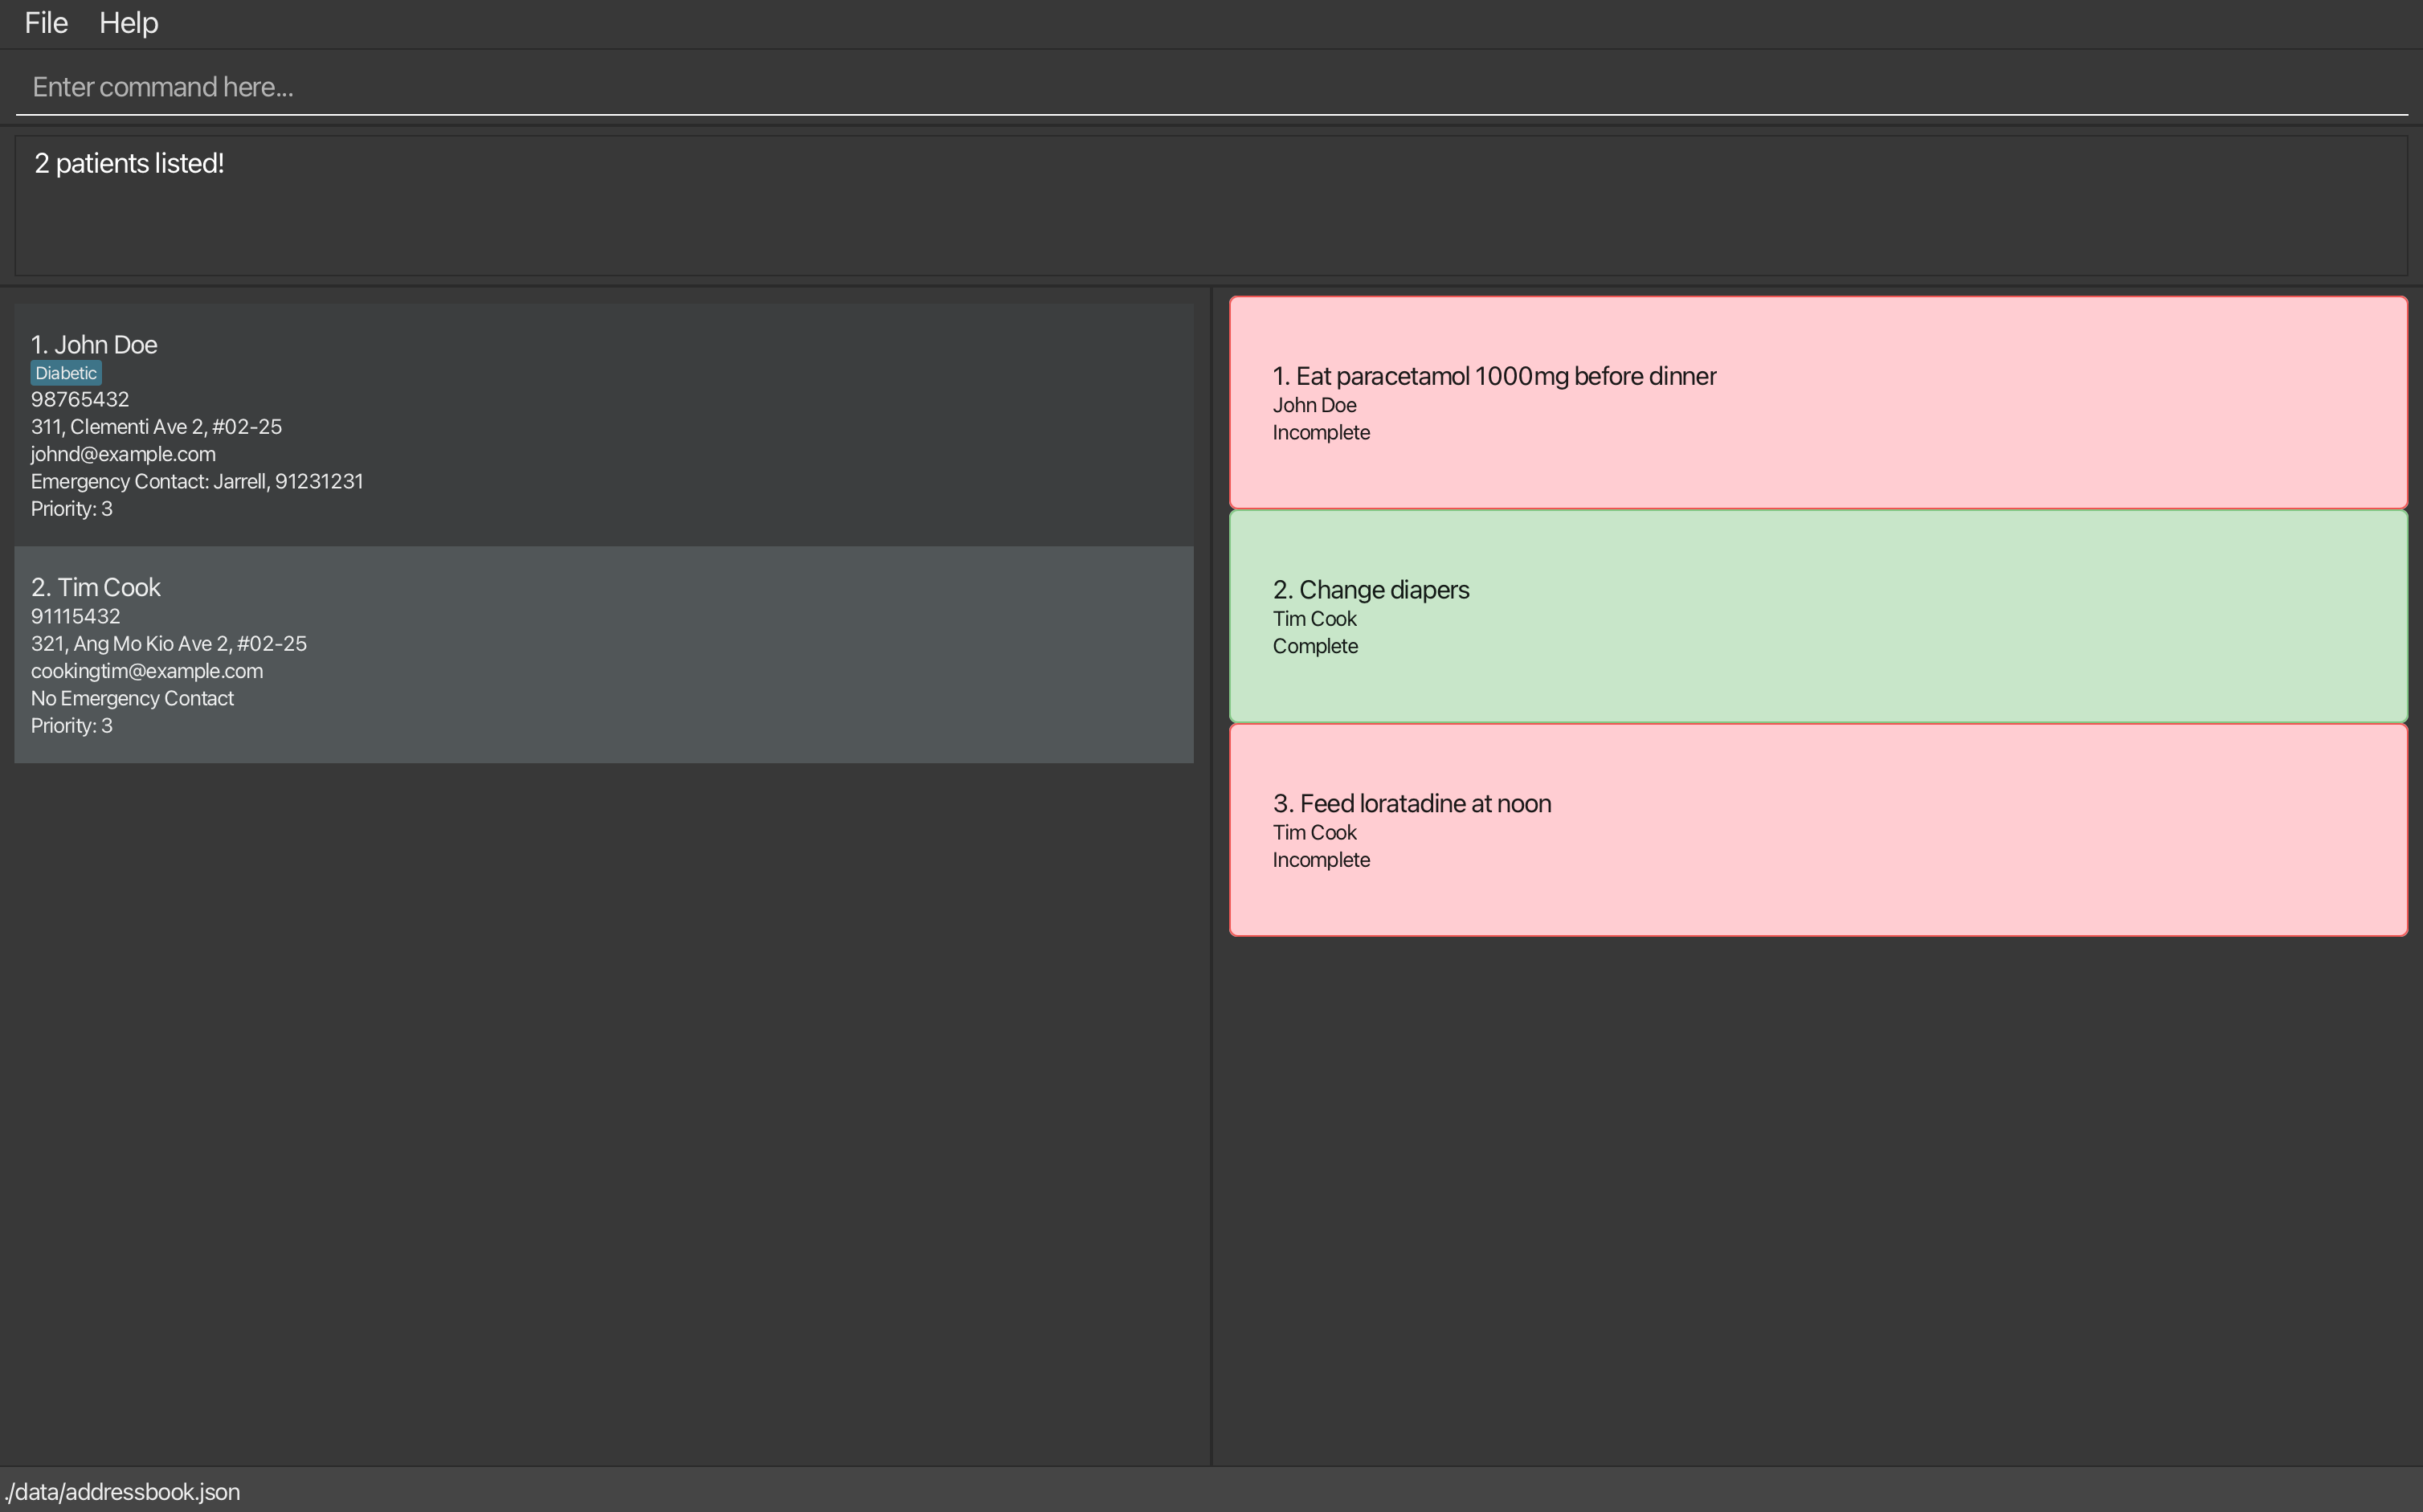 File Help
Enter command here...
2 patients listed!
1. John Doe
Diabetic
98765432
311, Clementi Ave 2, #02-25
johnd@example.com
Emergency Contact: Jarrell, 91231231
Priority: 3
2. Tim Cook
91115432
321, Ang Mo Kio Ave 2, #02-25
cookingtim@example.com
No Emergency Contact
Priority: 3
1. Eat paracetamol 1000mg before dinner
John Doe
Incomplete
2. Change diapers
Tim Cook
Complete
3. Feed loratadine at noon
Tim Cook
Incomplete
./data/addressbook.json